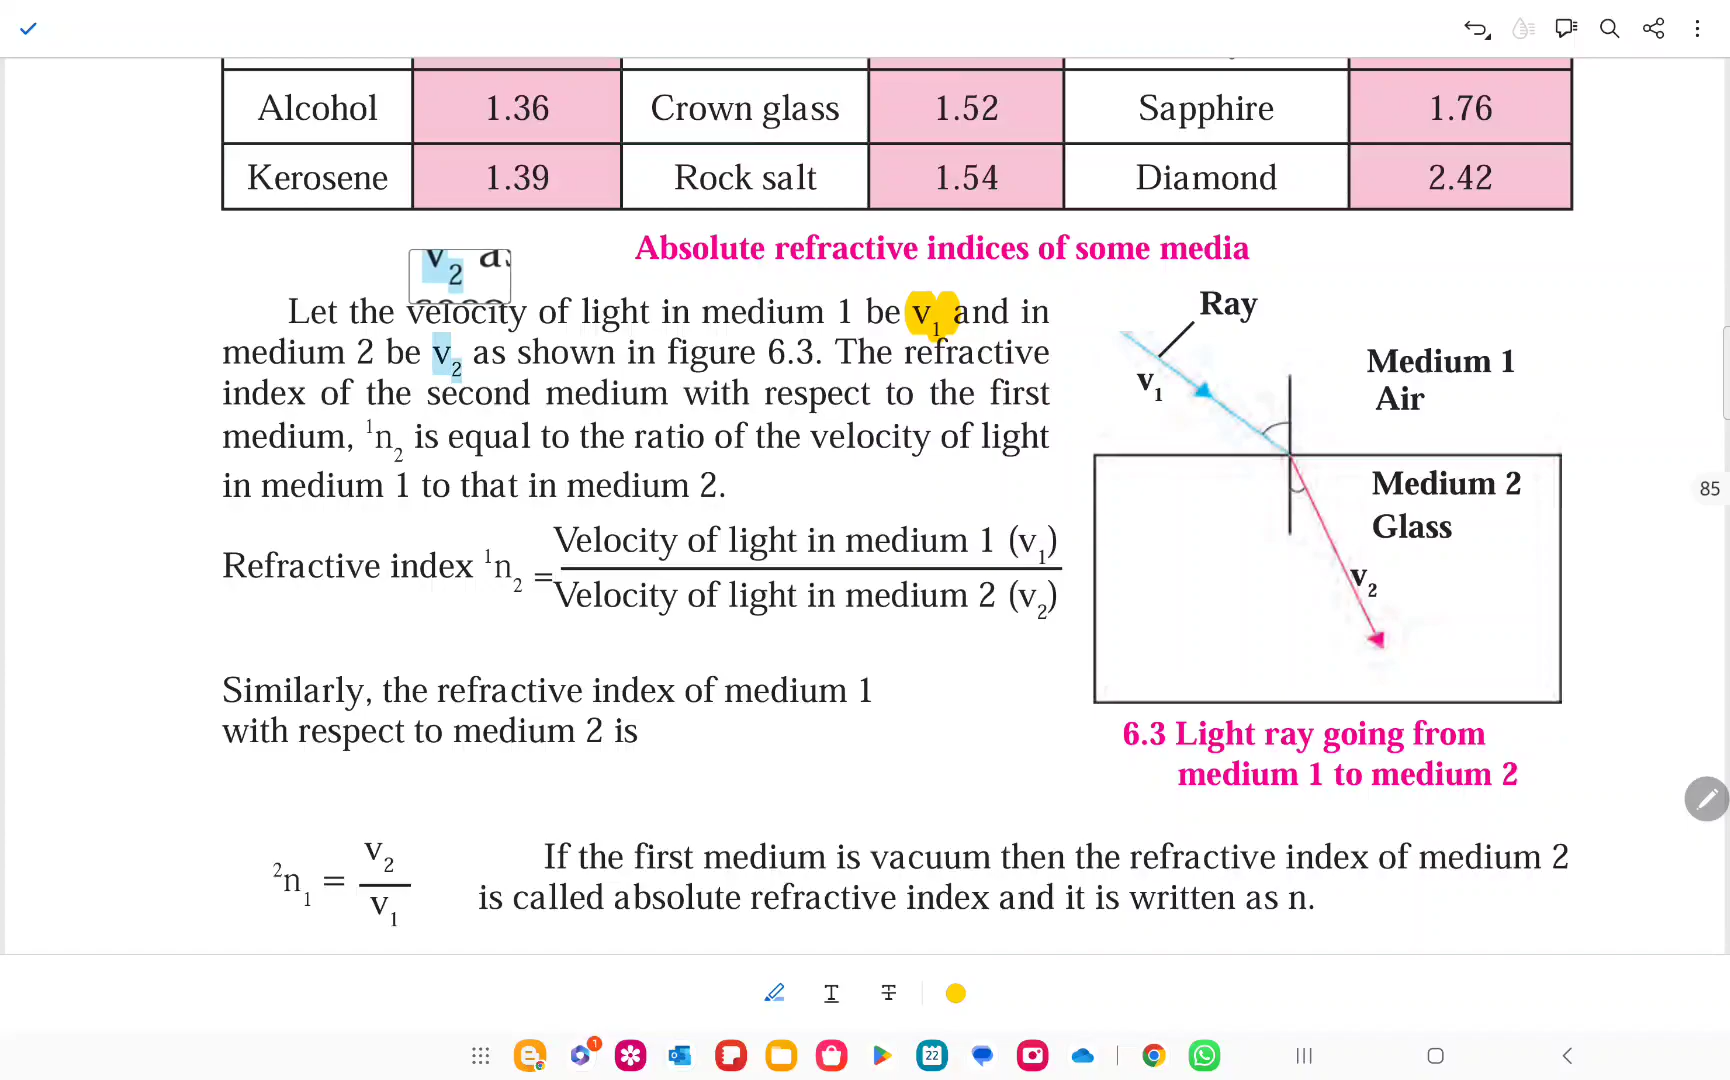 Alcohol 1.36 Crown glass 1.52 Sapphire 1.76
Kerosene 1.39 Rock salt 1.54 Diamond 2.42
Absolute refractive indices of some media
v₂
Let the velocity of light in medium 1 be v₁ and in
medium 2 be v₂ as shown in figure 6.3. The refractive
index of the second medium with respect to the first
medium, ¹n₂ is equal to the ratio of the velocity of light
in medium 1 to that in medium 2.
Refractive index ¹n₂ = Velocity of light in medium 1 (v₁)
Velocity of light in medium 2 (v₂)
Similarly, the refractive index of medium 1
with respect to medium 2 is
²n₁ = v₂
v₁
If the first medium is vacuum then the refractive index of medium 2
is called absolute refractive index and it is written as n.
Ray
v₁
Medium 1
Air
Medium 2
Glass
v₂
6.3 Light ray going from
medium 1 to medium 2
85
T T
1
22